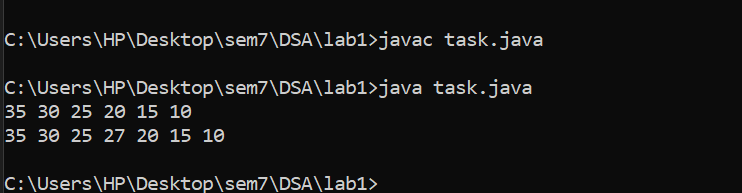 C:\Users\HP\Desktop\sem7\DSA\lab1>javac task.java
C:\Users\HP\Desktop\sem7\DSA\lab1>java task.java
35 30 25 20 15 10
35 30 25 27 20 15 10
C:\Users\HP\Desktop\sem7\DSA\lab1>